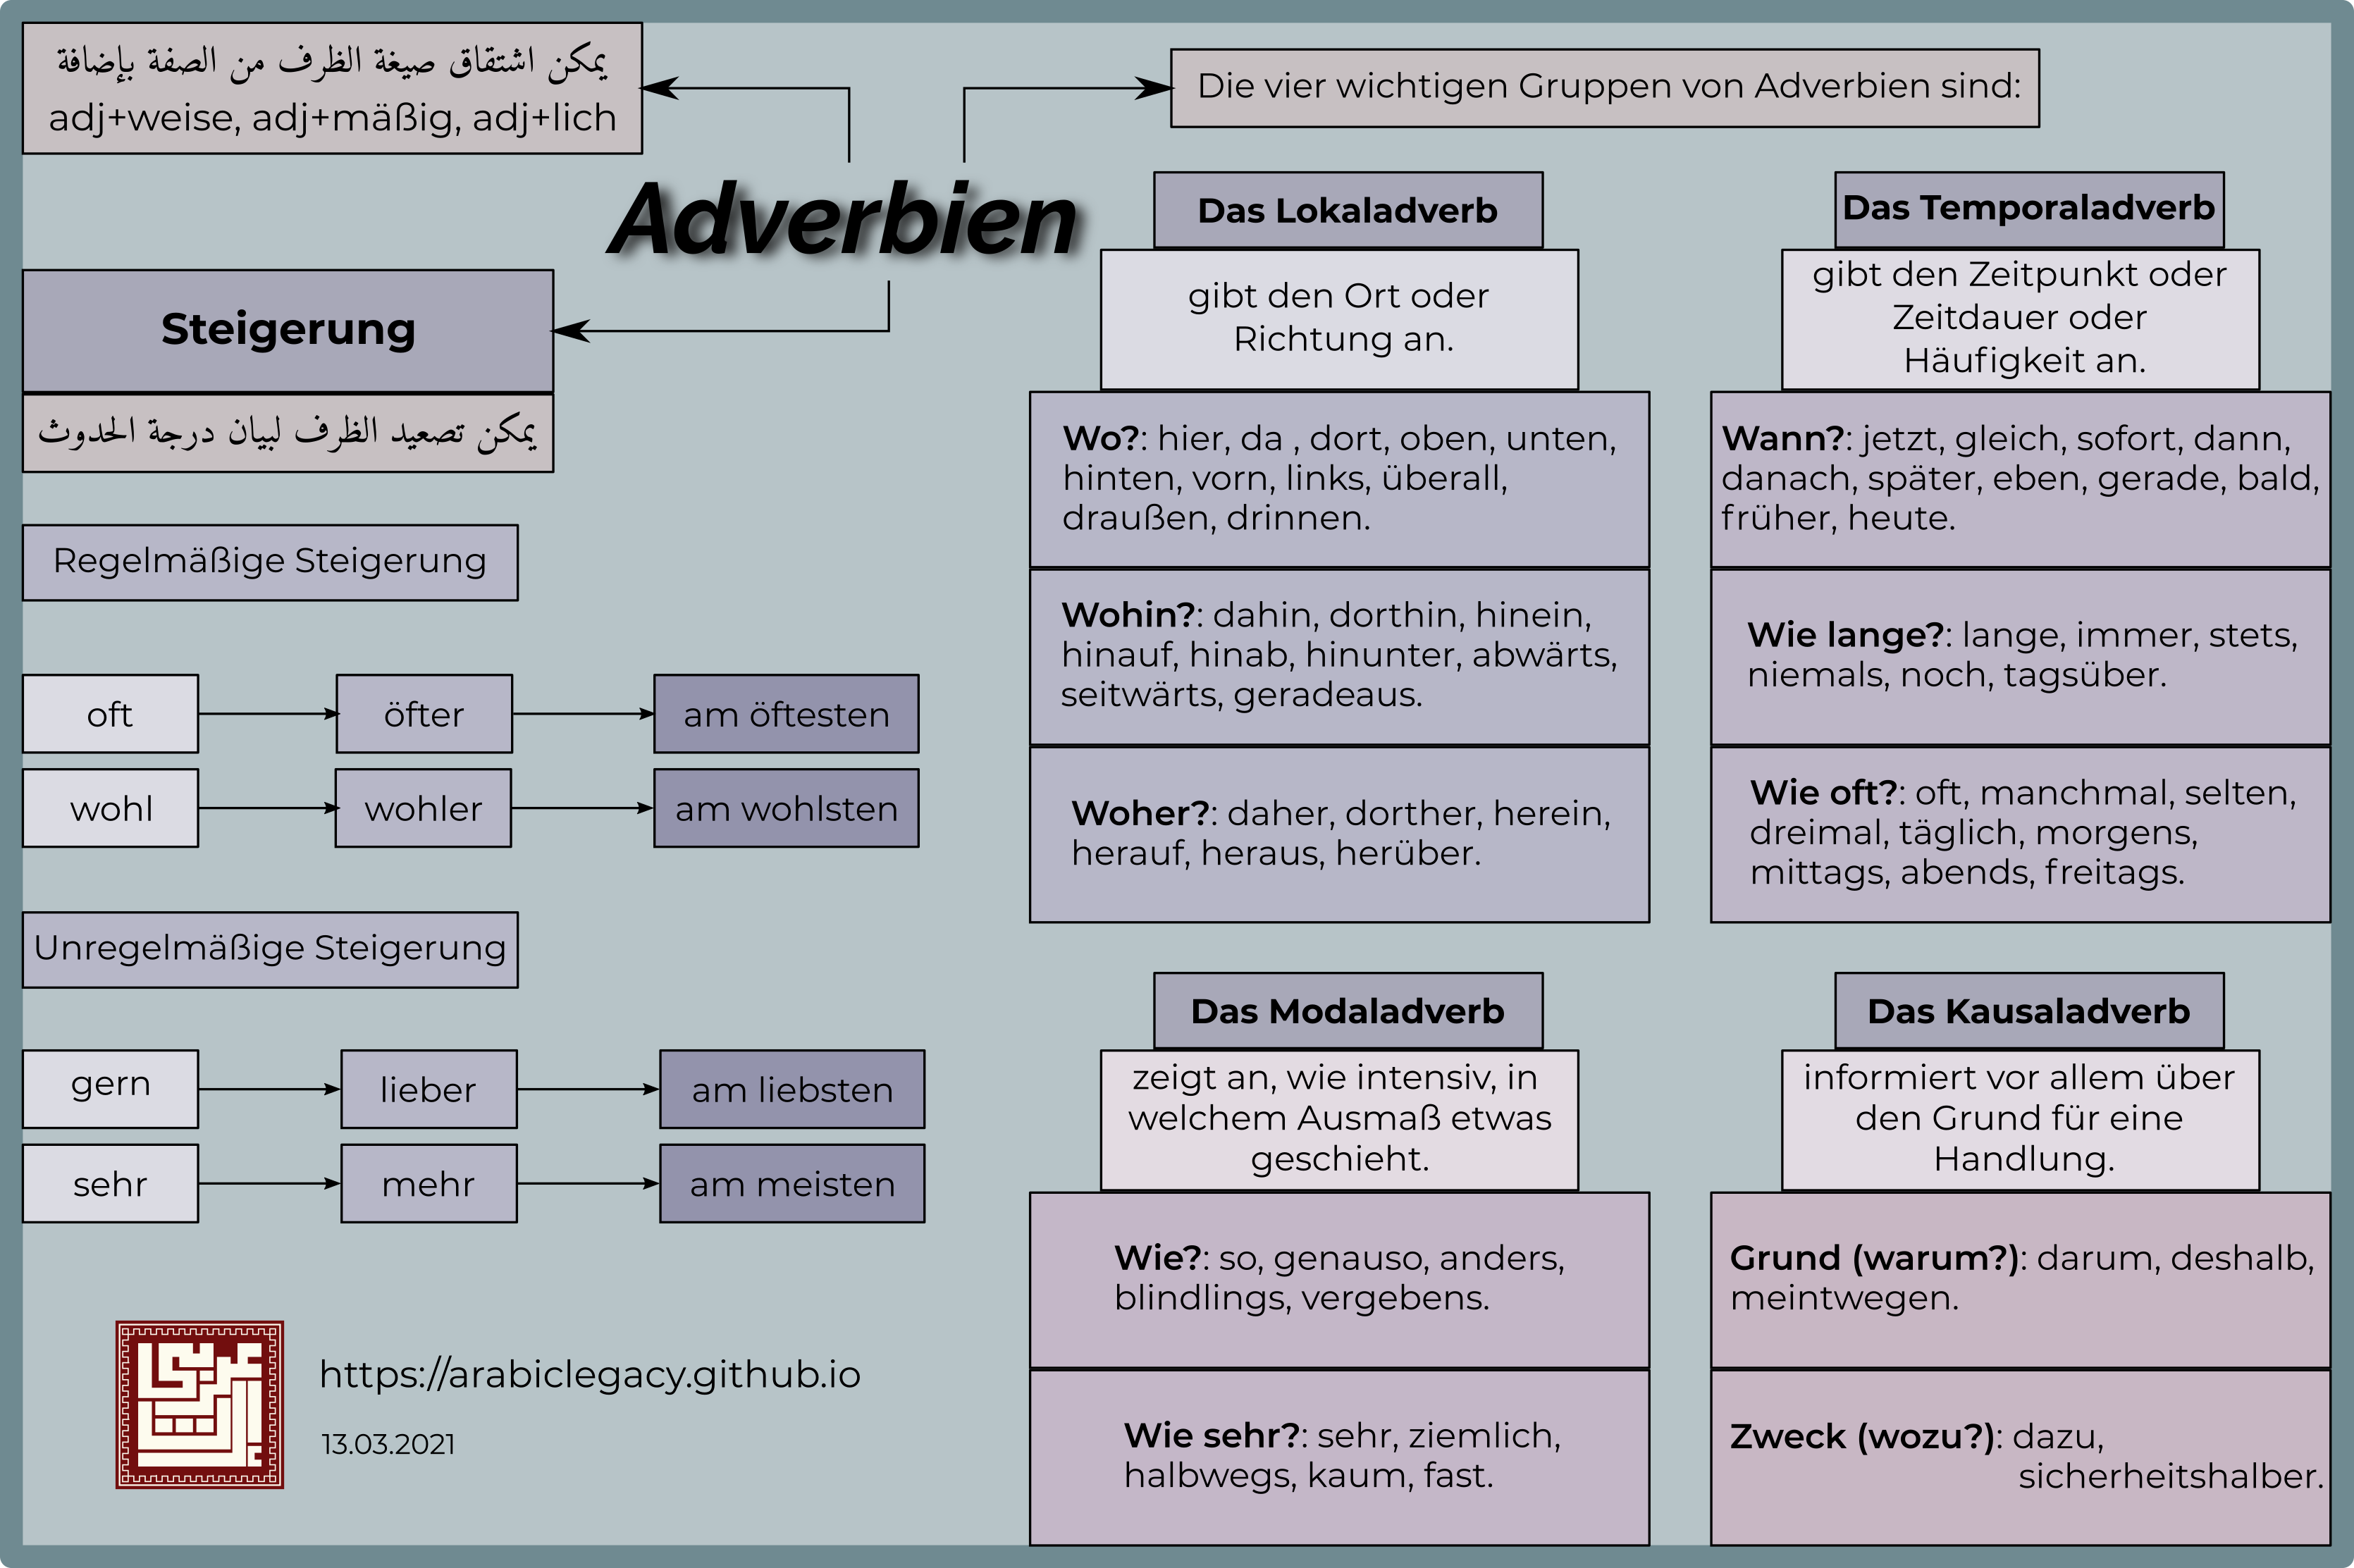 يمكن اشتقاق صيغة الظرف من الصفة بإضافة
adj+weise, adj+mäßig, adj+lich
Adverbien
Steigerung
يمكن تصعيد الظرف لبيان درجة الحدوث
Regelmäßige Steigerung
oft
öfter
am öftesten
wohl
wohler
am wohlsten
Unregelmäßige Steigerung
gern
lieber
am liebsten
sehr
mehr
am meisten
https://arabiclegacy.github.io
13.03.2021
Die vier wichtigen Gruppen von Adverbien sind:
Das Lokaladverb
gibt den Ort oder
Richtung an.
Wo?: hier, da , dort, oben, unten,
hinten, vorn, links, überall,
draußen, drinnen.
Wohin?: dahin, dorthin, hinein,
hinauf, hinab, hinunter, abwärts,
seitwärts, geradeaus.
Woher?: daher, dorther, herein,
herauf, heraus, herüber.
Das Temporaladverb
gibt den Zeitpunkt oder
Zeitdauer oder
Häufigkeit an.
Wann?: jetzt, gleich, sofort, dann,
danach, später, eben, gerade, bald,
früher, heute.
Wie lange?: lange, immer, stets,
niemals, noch, tagsüber.
Wie oft?: oft, manchmal, selten,
dreimal, täglich, morgens,
mittags, abends, freitags.
Das Modaladverb
zeigt an, wie intensiv, in
welchem Ausmaß etwas
geschieht.
Wie?: so, genauso, anders,
blindlings, vergebens.
Wie sehr?: sehr, ziemlich,
halbwegs, kaum, fast.
Das Kausaladverb
informiert vor allem über
den Grund für eine
Handlung.
Grund (warum?): darum, deshalb,
meintwegen.
Zweck (wozu?): dazu,
sicherheitshalber.